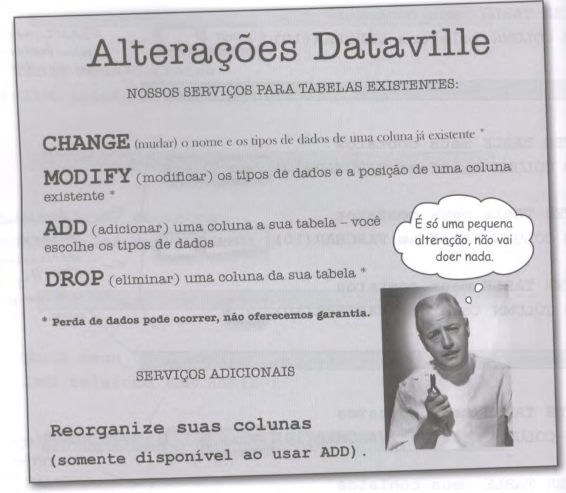 Alterações Dataville
NOSSOS SERVIÇOS PARA TABELAS EXISTENTES:
CHANGE (mudar) o nome e os tipos de dados de uma coluna já existente *
MODIFY (modificar) os tipos de dados e a posição de uma coluna
existente *
ADD (adicionar) uma coluna a sua tabela – você
escolhe os tipos de dados
DROP (eliminar) uma coluna da sua tabela *
* Perda de dados pode ocorrer, não oferecemos garantia.
É só uma pequena
alteração, não vai
doer nada.
SERVIÇOS ADICIONAIS
Reorganize suas colunas
(somente disponível ao usar ADD).